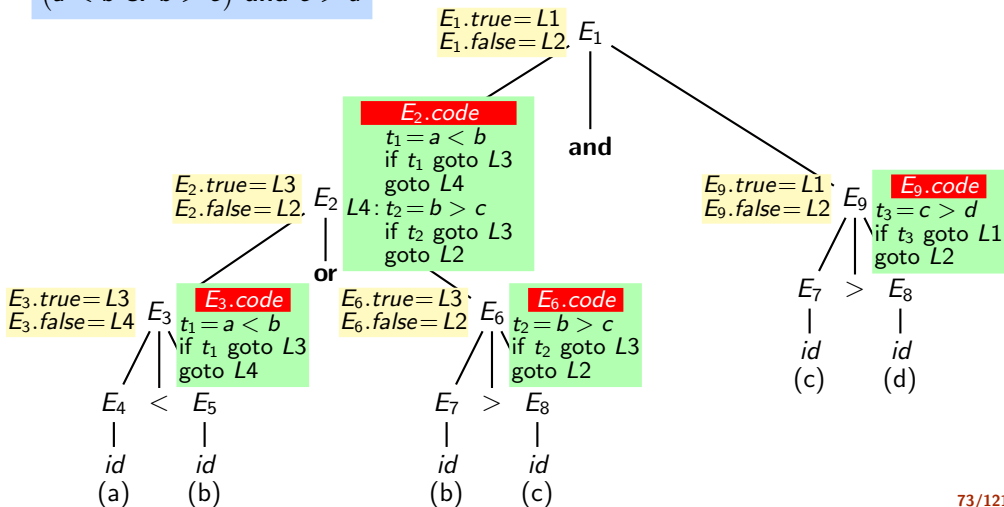 (a < b or b > c) and c > d
E1.true=L1
E1.false=L2
E1
E2.code
t1=a < b
if t1 goto L3
goto L4
L4: t2=b > c
if t2 goto L3
goto L2
and
E2.true=L3
E2.false=L2
E2
or
E9.true=L1
E9.false=L2
E9
E9.code
t3=c > d
if t3 goto L1
goto L2
E3.true=L3
E3.false=L4
E3
E3.code
t1=a < b
if t1 goto L3
goto L4
E6.true=L3
E6.false=L2
E6
E6.code
t2=b > c
if t2 goto L3
goto L2
E7 > E8
id id
(c) (d)
E4 < E5
id id
(a) (b)
E7 > E8
id id
(b) (c)
73/121